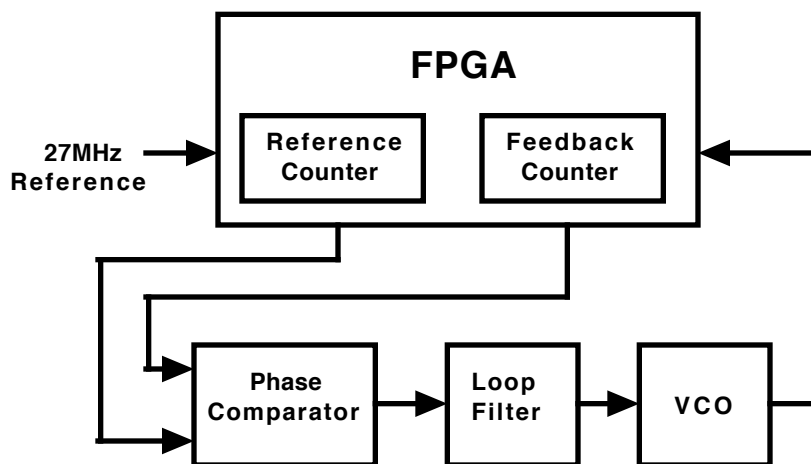 FPGA
27MHz
Reference
Reference
Counter
Feedback
Counter
Phase
Comparator
Loop
Filter
VCO